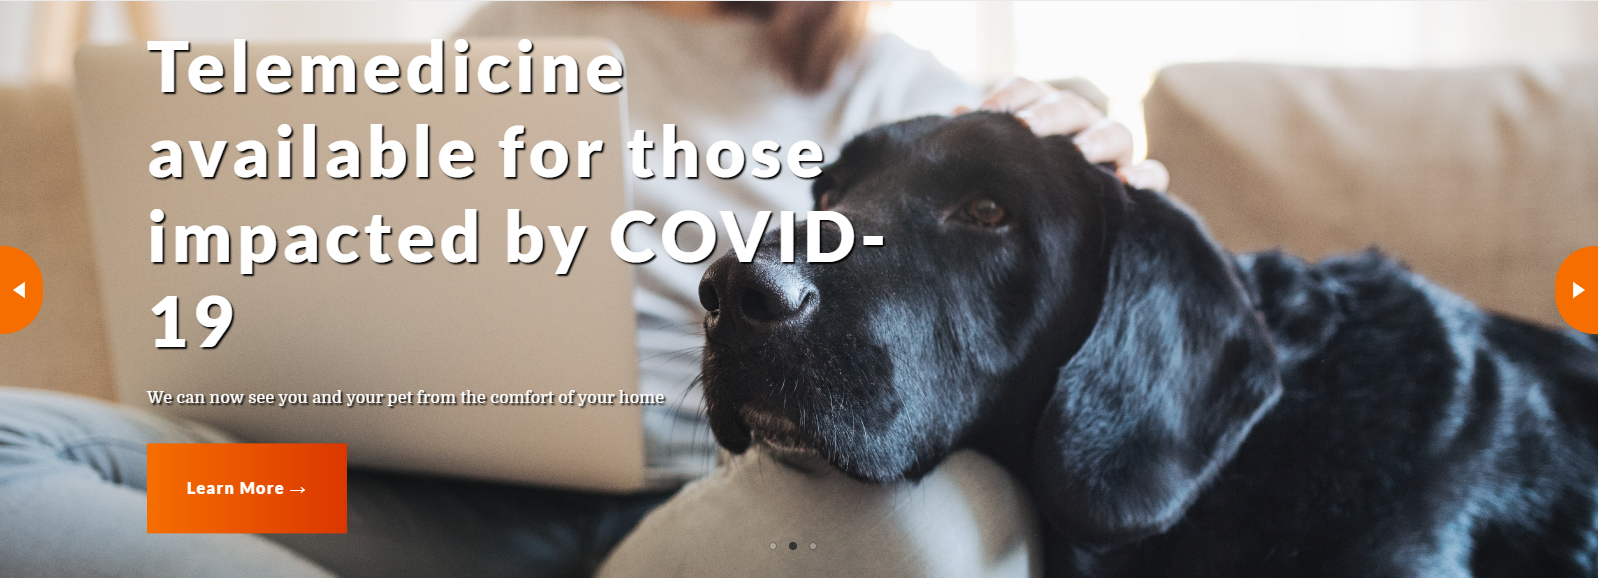 Telemedicine
available for those
impacted by COVID-
19
We can now see you and your pet from the comfort of your home
Learn More →